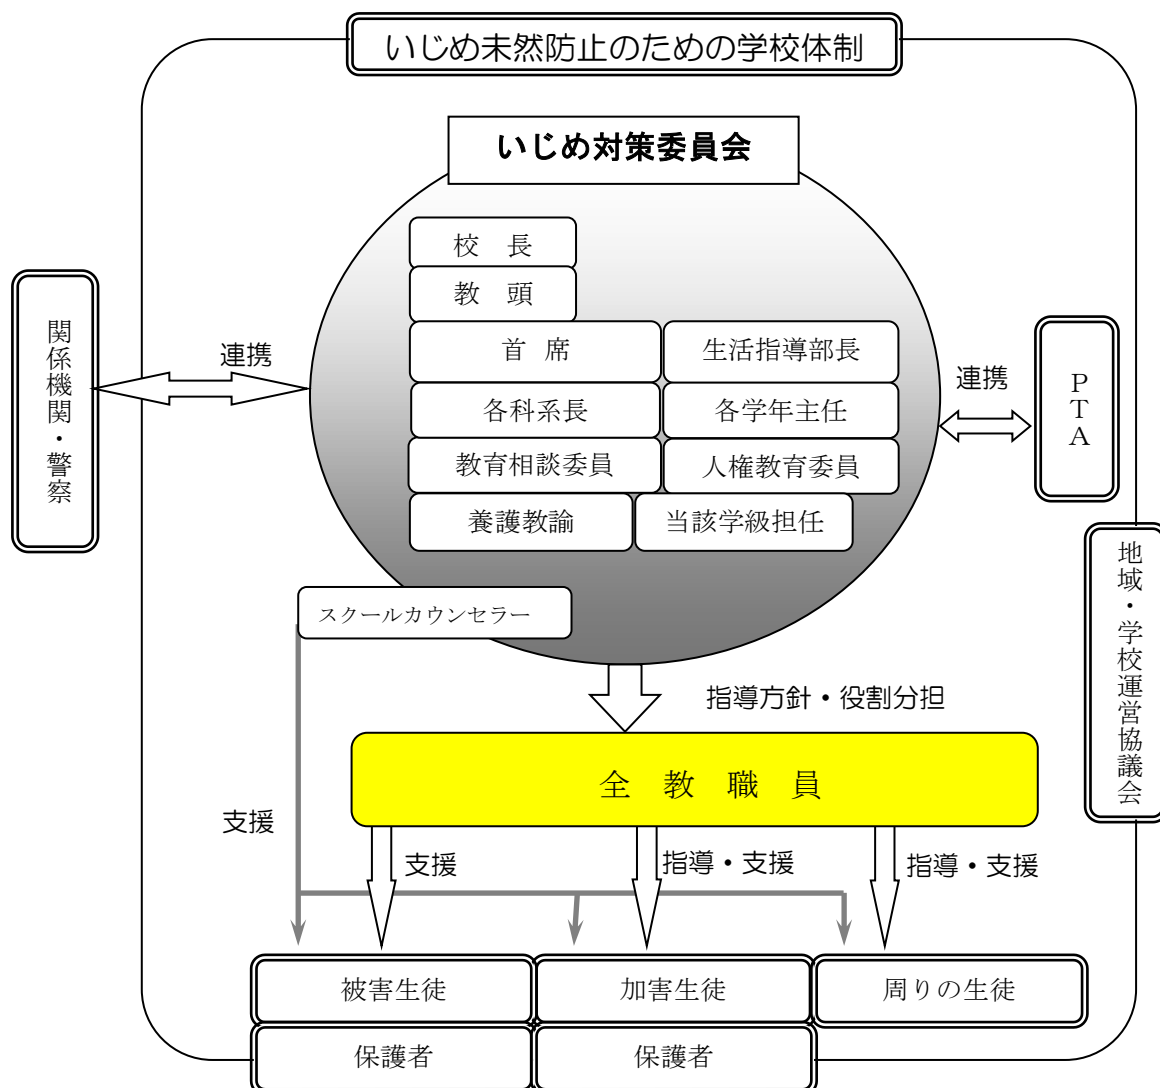 いじめ未然防止のための学校体制
いじめ対策委員会
校　長
教　頭
首　席
生活指導部長
各科系長
各学年主任
教育相談委員
人権教育委員
養護教諭
当該学級担任
スクールカウンセラー
関係機関・警察
連携
連携
PTA
地域・学校運営協議会
指導方針・役割分担
全　教　職　員
支援
支援
指導・支援
指導・支援
被害生徒
加害生徒
周りの生徒
保護者
保護者